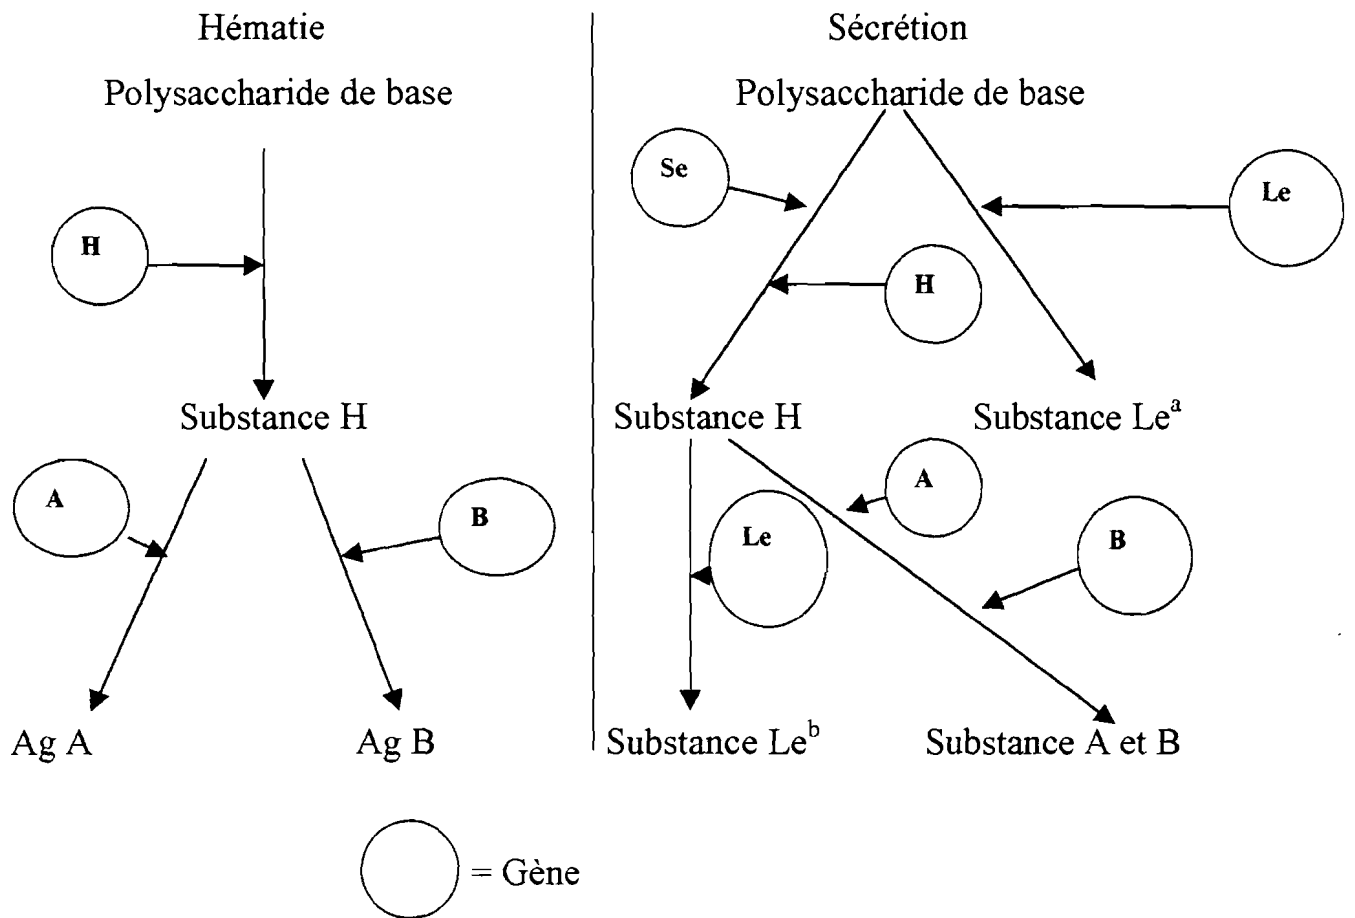 Hématie
Sécrétion
Polysaccharide de base
Polysaccharide de base
Se
Le
H
H
Substance H
Substance H
Substance Le^a
A
B
A
Le
B
Ag A
Ag B
Substance Le^b
Substance A et B
= Gène